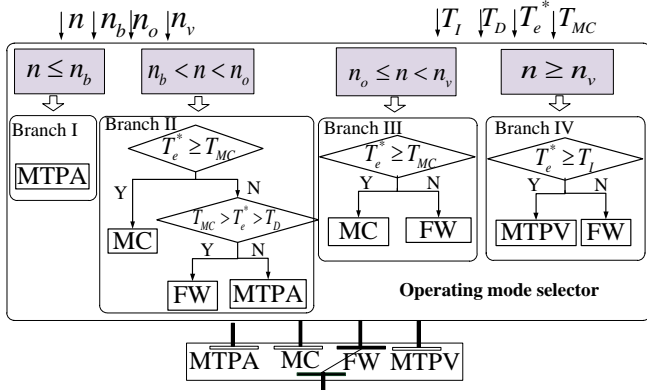 n n_b n_o n_v T_I T_D T_e^* T_MC
n ≤ n_b n_b < n < n_o n_o ≤ n < n_v n ≥ n_v
Branch I Branch II Branch III Branch IV
T_e^* ≥ T_MC T_e^* ≥ T_MC T_e^* ≥ T_I
MTPA
Y N Y N Y N
T_MC > T_e^* > T_D
MC MC FW MTPV FW
Y N
FW MTPA
Operating mode selector
MTPA MC FW MTPV